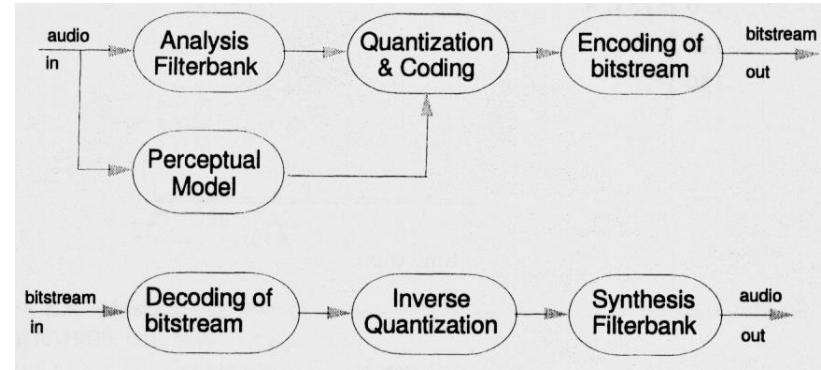 audio
in
Analysis
Filterbank
Quantization
& Coding
Encoding of
bitstream
bitstream
out
Perceptual
Model
bitstream
in
Decoding of
bitstream
Inverse
Quantization
Synthesis
Filterbank
audio
out